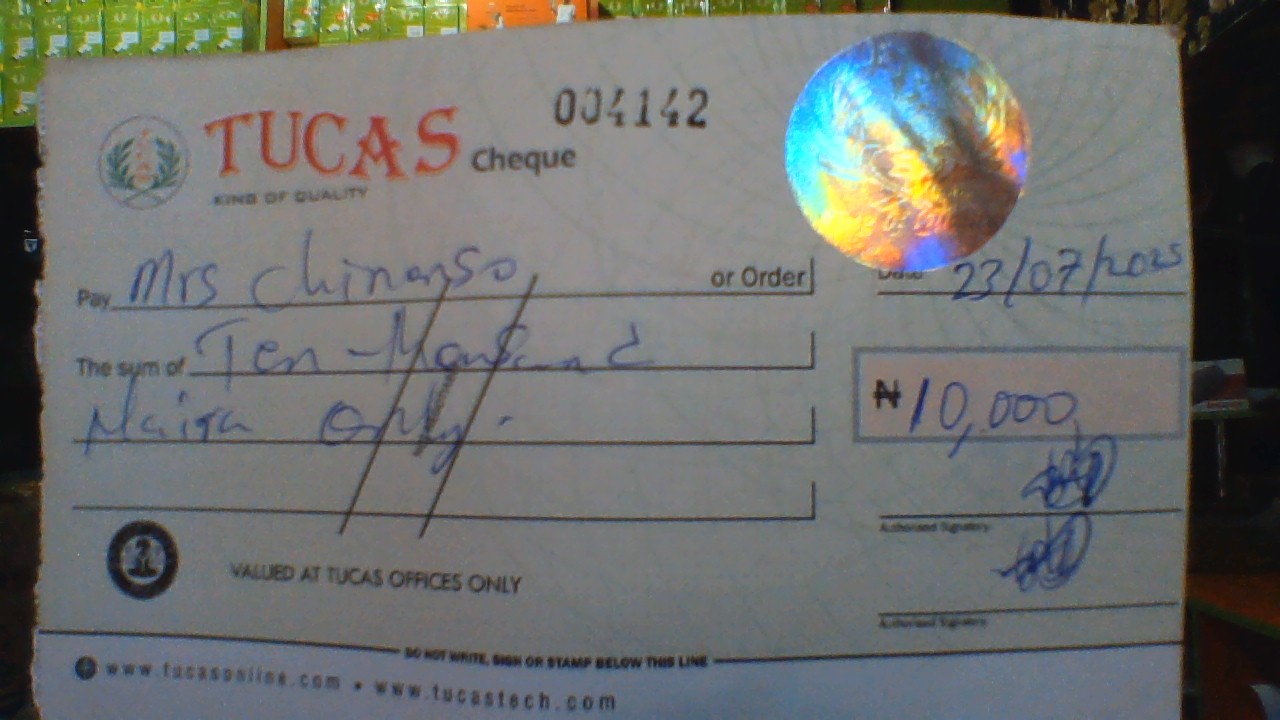 004142
TUCAS Cheque
KING OF QUALITY
Pay Mrs Chinonso or Order
Date 23/07/2025
The sum of Ten thousand
Naira Only.
₦10,000
Authorised Signatory
Authorised Signatory
VALUED AT TUCAS OFFICES ONLY
DO NOT WRITE, SIGN OR STAMP BELOW THIS LINE
www.tucasonline.com • www.tucastech.com